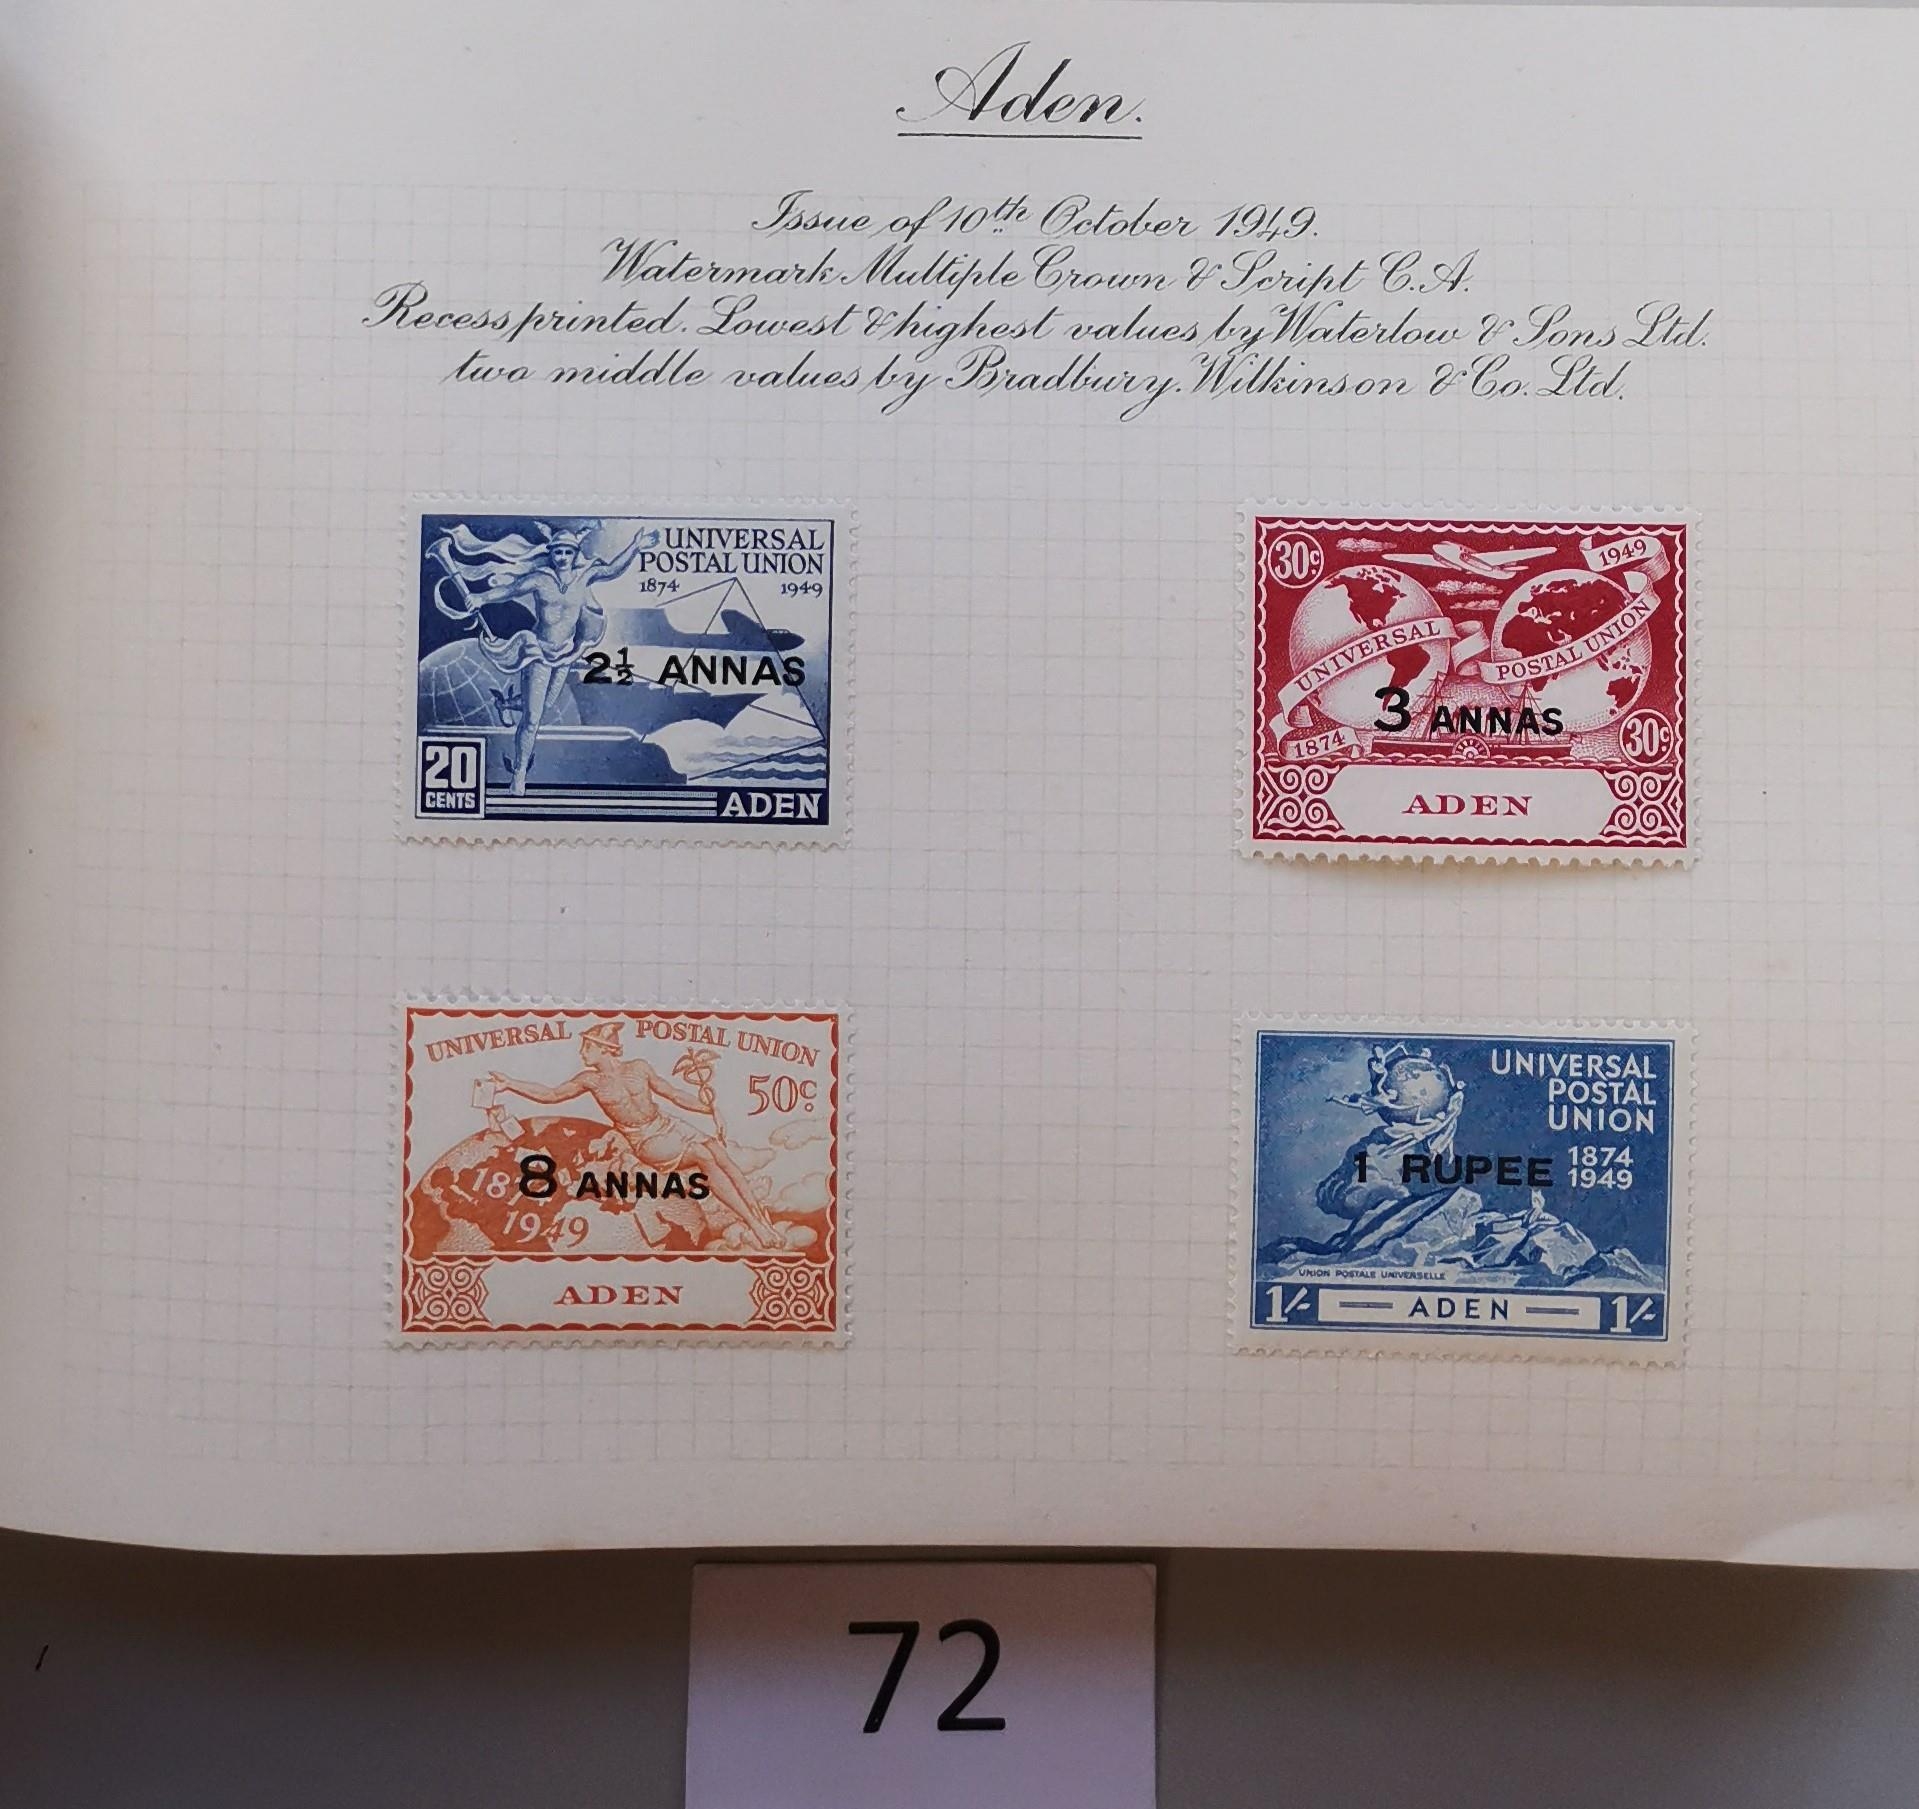 Aden.
Issue of 10th October 1949.
Watermark Multiple Crown & Script C.A.
Recess printed. Lowest & highest values by Waterlow & Sons Ltd.
two middle values by Bradbury. Wilkinson & Co. Ltd.
UNIVERSAL
POSTAL UNION
1874 1949
2½ ANNAS
20
CENTS
ADEN
30c
1949
UNIVERSAL
POSTAL UNION
3 ANNAS
1874
30c
ADEN
UNIVERSAL POSTAL UNION
50c
8 ANNAS
1949
ADEN
UNIVERSAL
POSTAL
UNION
1874
1949
1 RUPEE
UNION POSTALE UNIVERSELLE
1/- ADEN 1/-
72